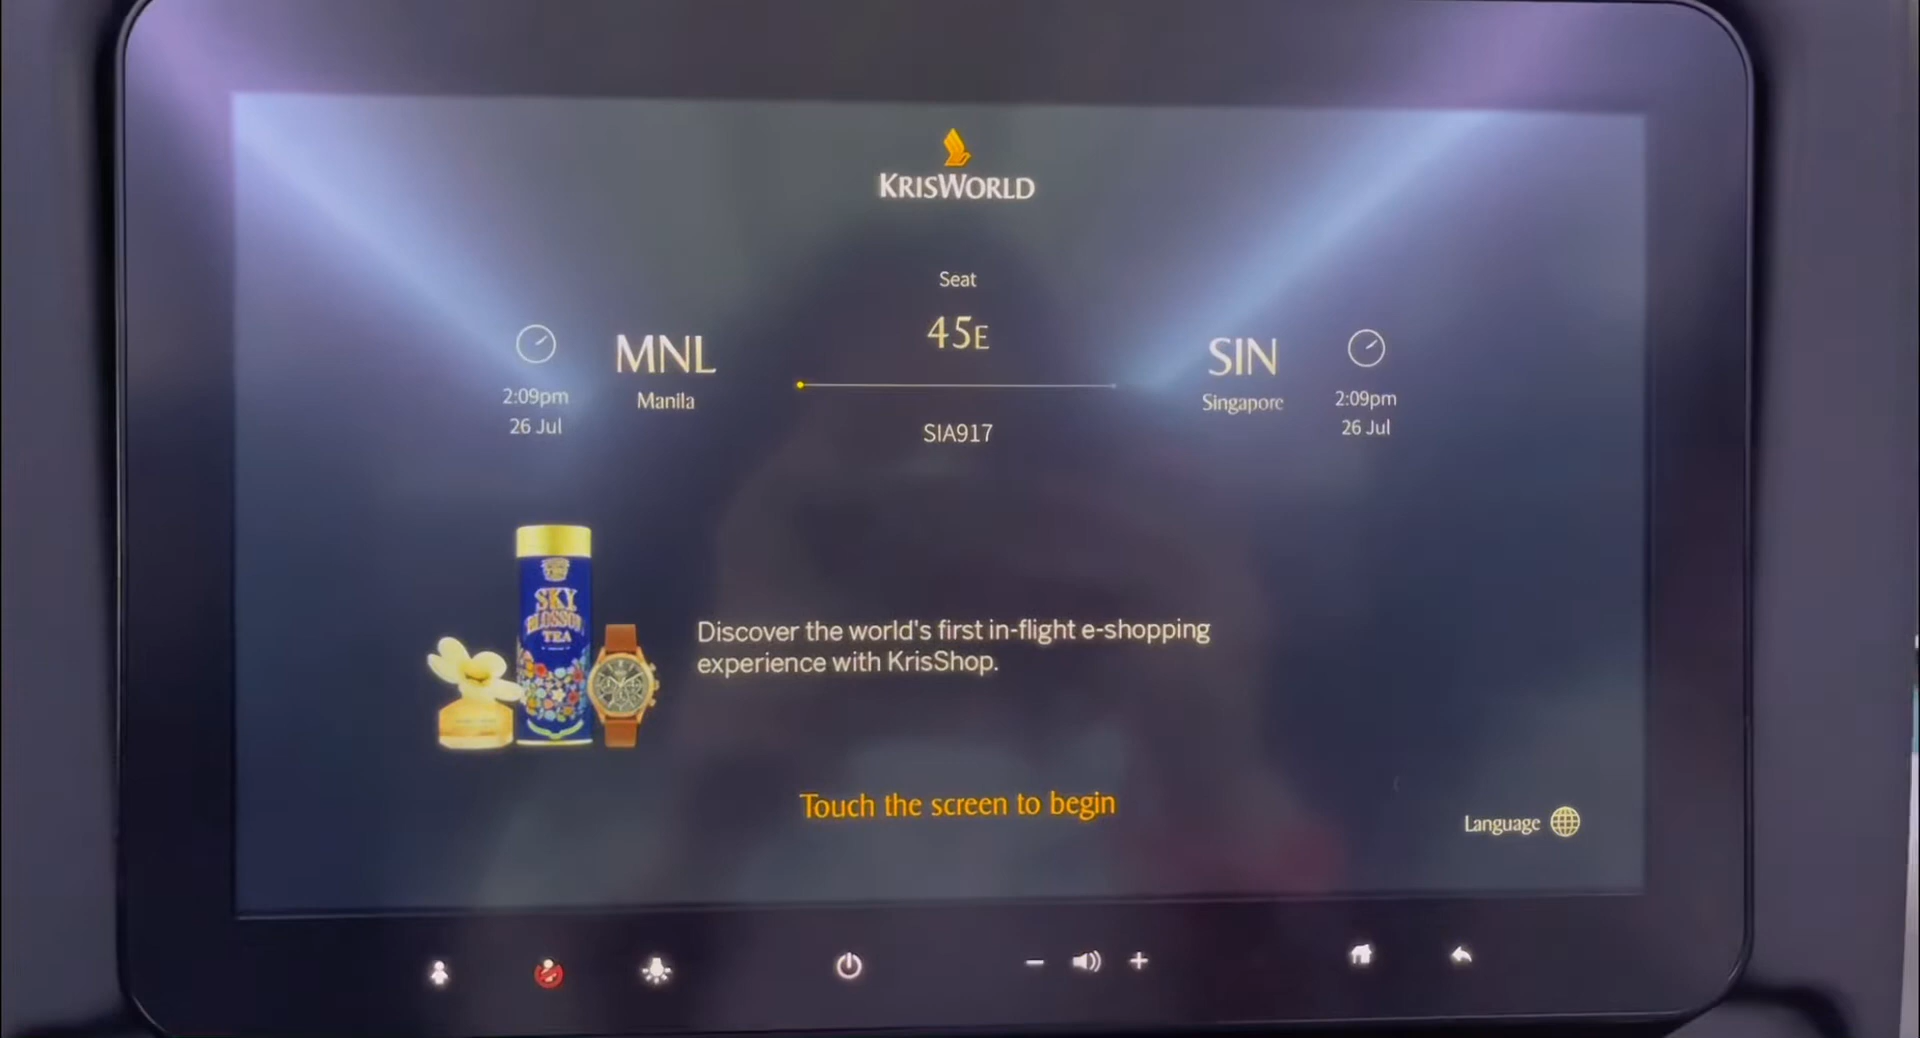 KRISWORLD
Seat
45E
MNL
Manila
2:09pm
26 Jul
SIA917
SIN
Singapore
2:09pm
26 Jul
SKY
BLOSSOM
TEA
Discover the world's first in-flight e-shopping
experience with KrisShop.
Touch the screen to begin
Language